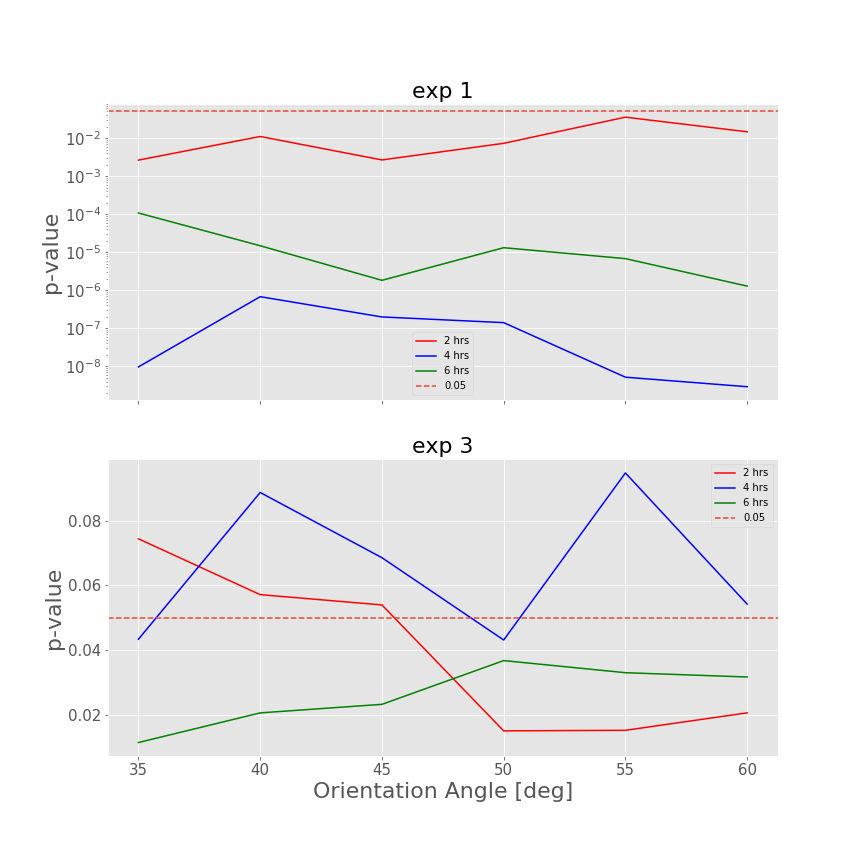 exp 1
p-value
10⁻²
10⁻³
10⁻⁴
10⁻⁵
10⁻⁶
10⁻⁷
10⁻⁸
2 hrs
4 hrs
6 hrs
0.05
exp 3
p-value
0.08
0.06
0.04
0.02
2 hrs
4 hrs
6 hrs
0.05
35 40 45 50 55 60
Orientation Angle [deg]